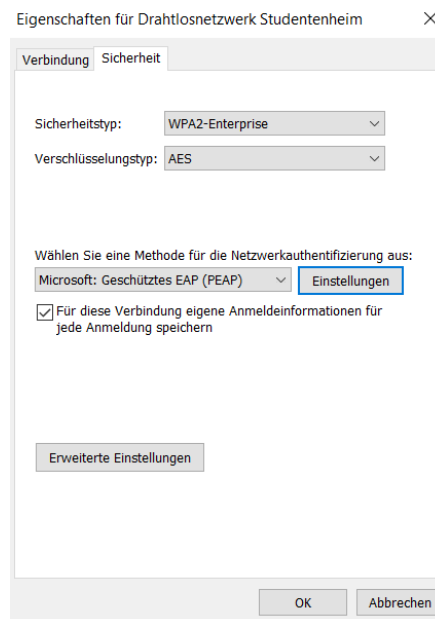 Eigenschaften für Drahtlosnetzwerk Studentenheim
Verbindung Sicherheit
Sicherheitstyp: WPA2-Enterprise
Verschlüsselungstyp: AES
Wählen Sie eine Methode für die Netzwerkauthentifizierung aus:
Microsoft: Geschütztes EAP (PEAP) Einstellungen
Für diese Verbindung eigene Anmeldeinformationen für
jede Anmeldung speichern
Erweiterte Einstellungen
OK Abbrechen